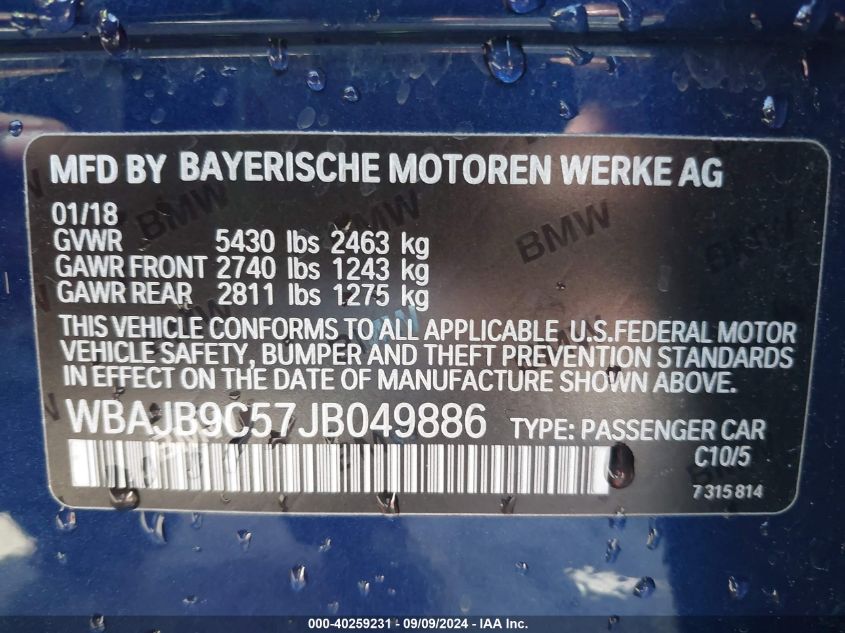 MFD BY BAYERISCHE MOTOREN WERKE AG
01/18
GVWR 5430 lbs 2463 kg
GAWR FRONT 2740 lbs 1243 kg
GAWR REAR 2811 lbs 1275 kg
THIS VEHICLE CONFORMS TO ALL APPLICABLE U.S.FEDERAL MOTOR
VEHICLE SAFETY, BUMPER AND THEFT PREVENTION STANDARDS
IN EFFECT ON THE DATE OF MANUFACTURE SHOWN ABOVE.
WBAJB9C57JB049886 TYPE: PASSENGER CAR
C10/5
7 315 814
BMW
BMW
BMW
000-40259231 - 09/09/2024 - IAA Inc.